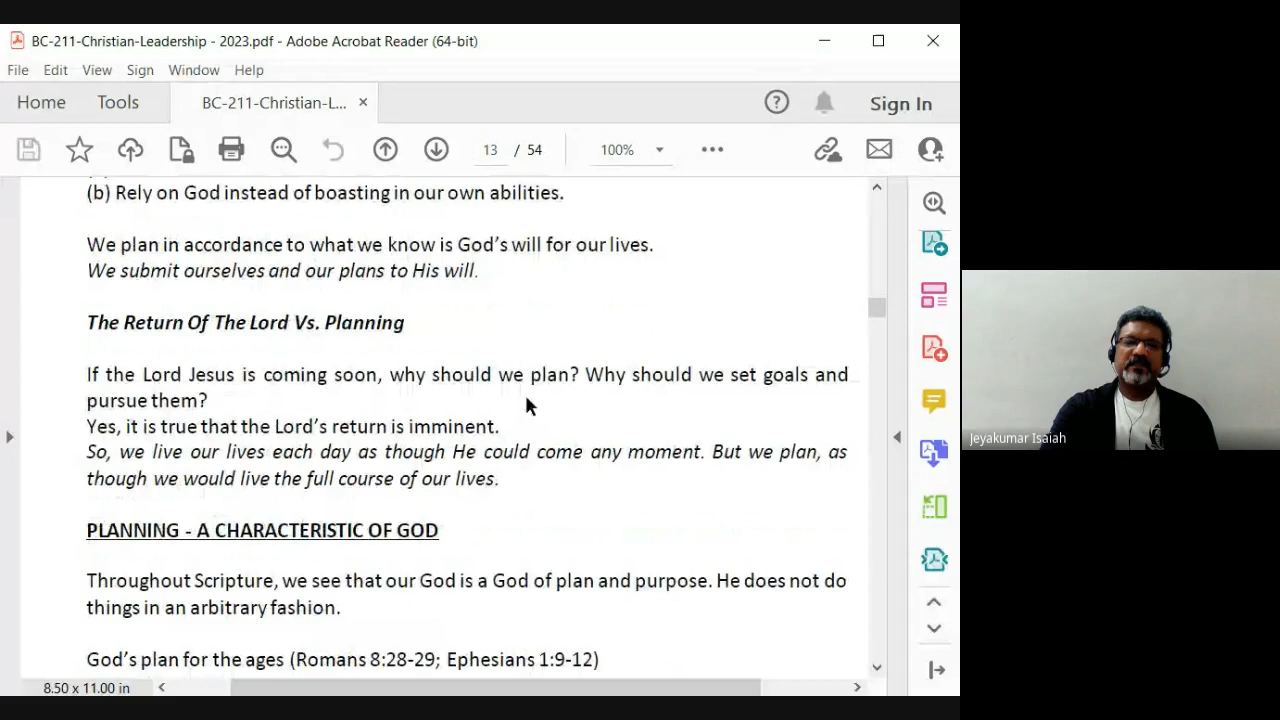 BC-211-Christian-Leadership - 2023.pdf - Adobe Acrobat Reader (64-bit)
File Edit View Sign Window Help
Home Tools BC-211-Christian-L... × Sign In
13 / 54 100%
(b) Rely on God instead of boasting in our own abilities.
We plan in accordance to what we know is God's will for our lives.
We submit ourselves and our plans to His will.
The Return Of The Lord Vs. Planning
If the Lord Jesus is coming soon, why should we plan? Why should we set goals and
pursue them?
Yes, it is true that the Lord's return is imminent.
So, we live our lives each day as though He could come any moment. But we plan, as
though we would live the full course of our lives.
PLANNING - A CHARACTERISTIC OF GOD
Throughout Scripture, we see that our God is a God of plan and purpose. He does not do
things in an arbitrary fashion.
God's plan for the ages (Romans 8:28-29; Ephesians 1:9-12)
8.50 x 11.00 in
Jeyakumar Isaiah